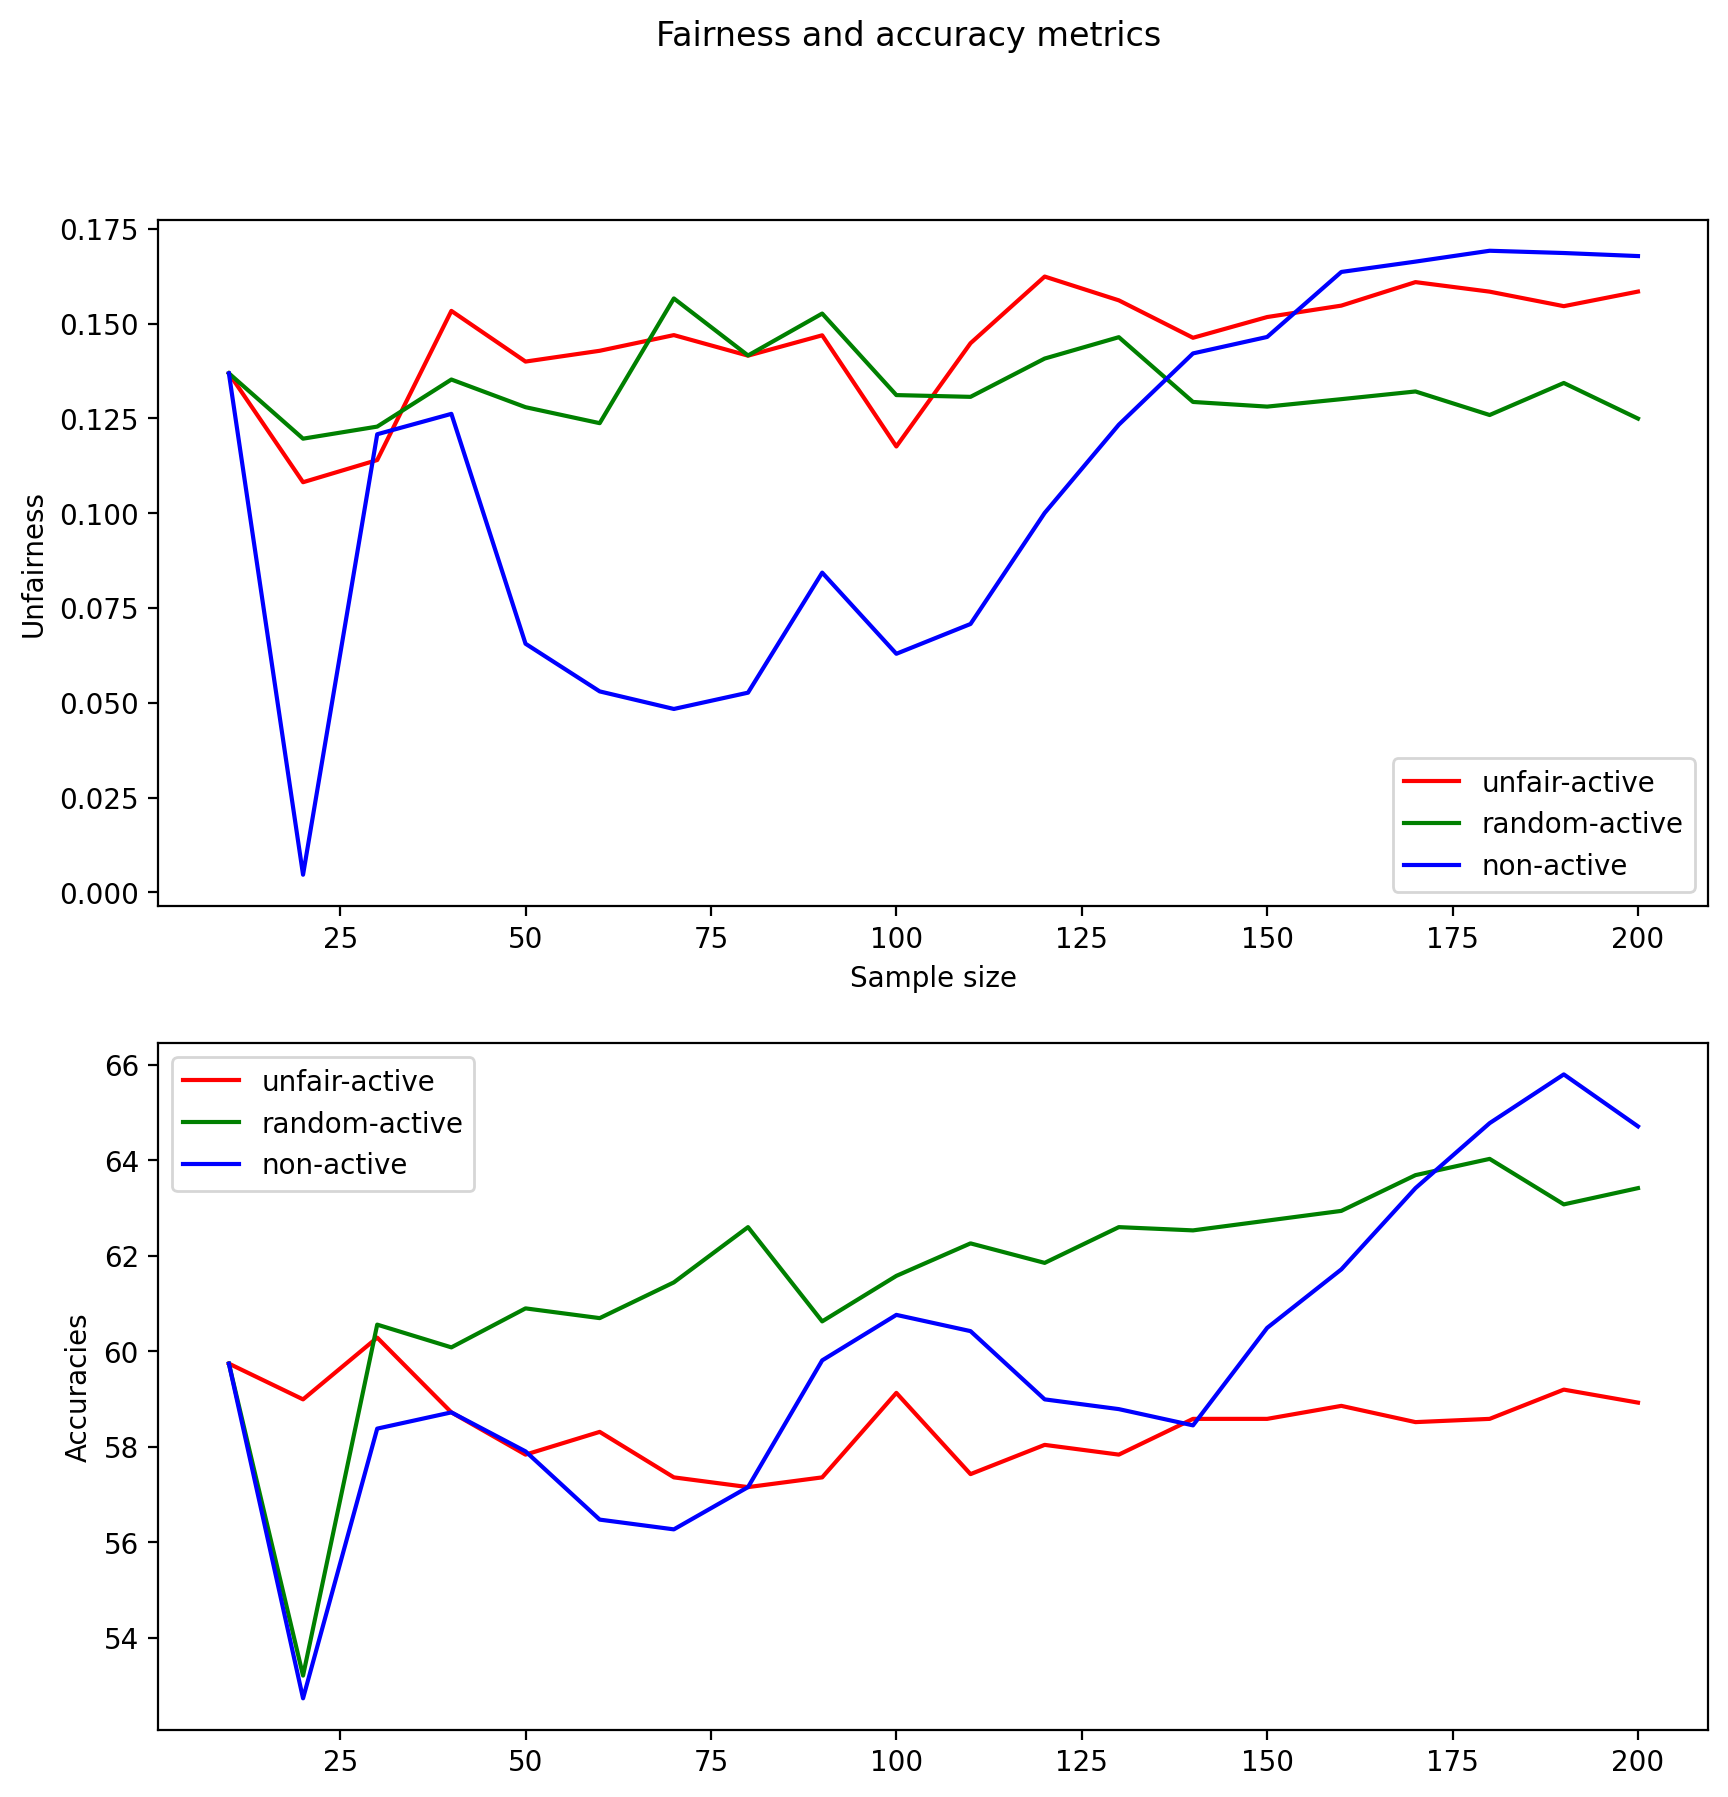 Fairness and accuracy metrics
0.175
0.150
0.125
0.100
0.075
0.050
0.025
0.000
Unfairness
unfair-active
random-active
non-active
25 50 75 100 125 150 175 200
Sample size
66
64
62
60
58
56
54
Accuracies
unfair-active
random-active
non-active
25 50 75 100 125 150 175 200